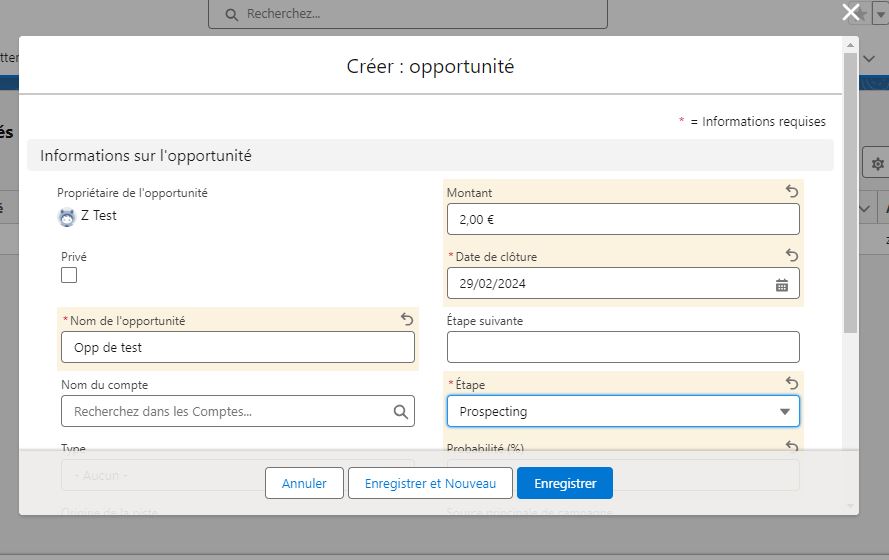 Recherchez...
Créer : opportunité
* = Informations requises
és
Informations sur l'opportunité
Propriétaire de l'opportunité
Z Test
Montant
2,00 €
Privé
* Date de clôture
29/02/2024
* Nom de l'opportunité
Opp de test
Étape suivante
Nom du compte
Recherchez dans les Comptes...
* Étape
Prospecting
Type
- Aucun -
Probabilité (%)
Annuler
Enregistrer et Nouveau
Enregistrer
Origine de la piste
Source principale de campagne